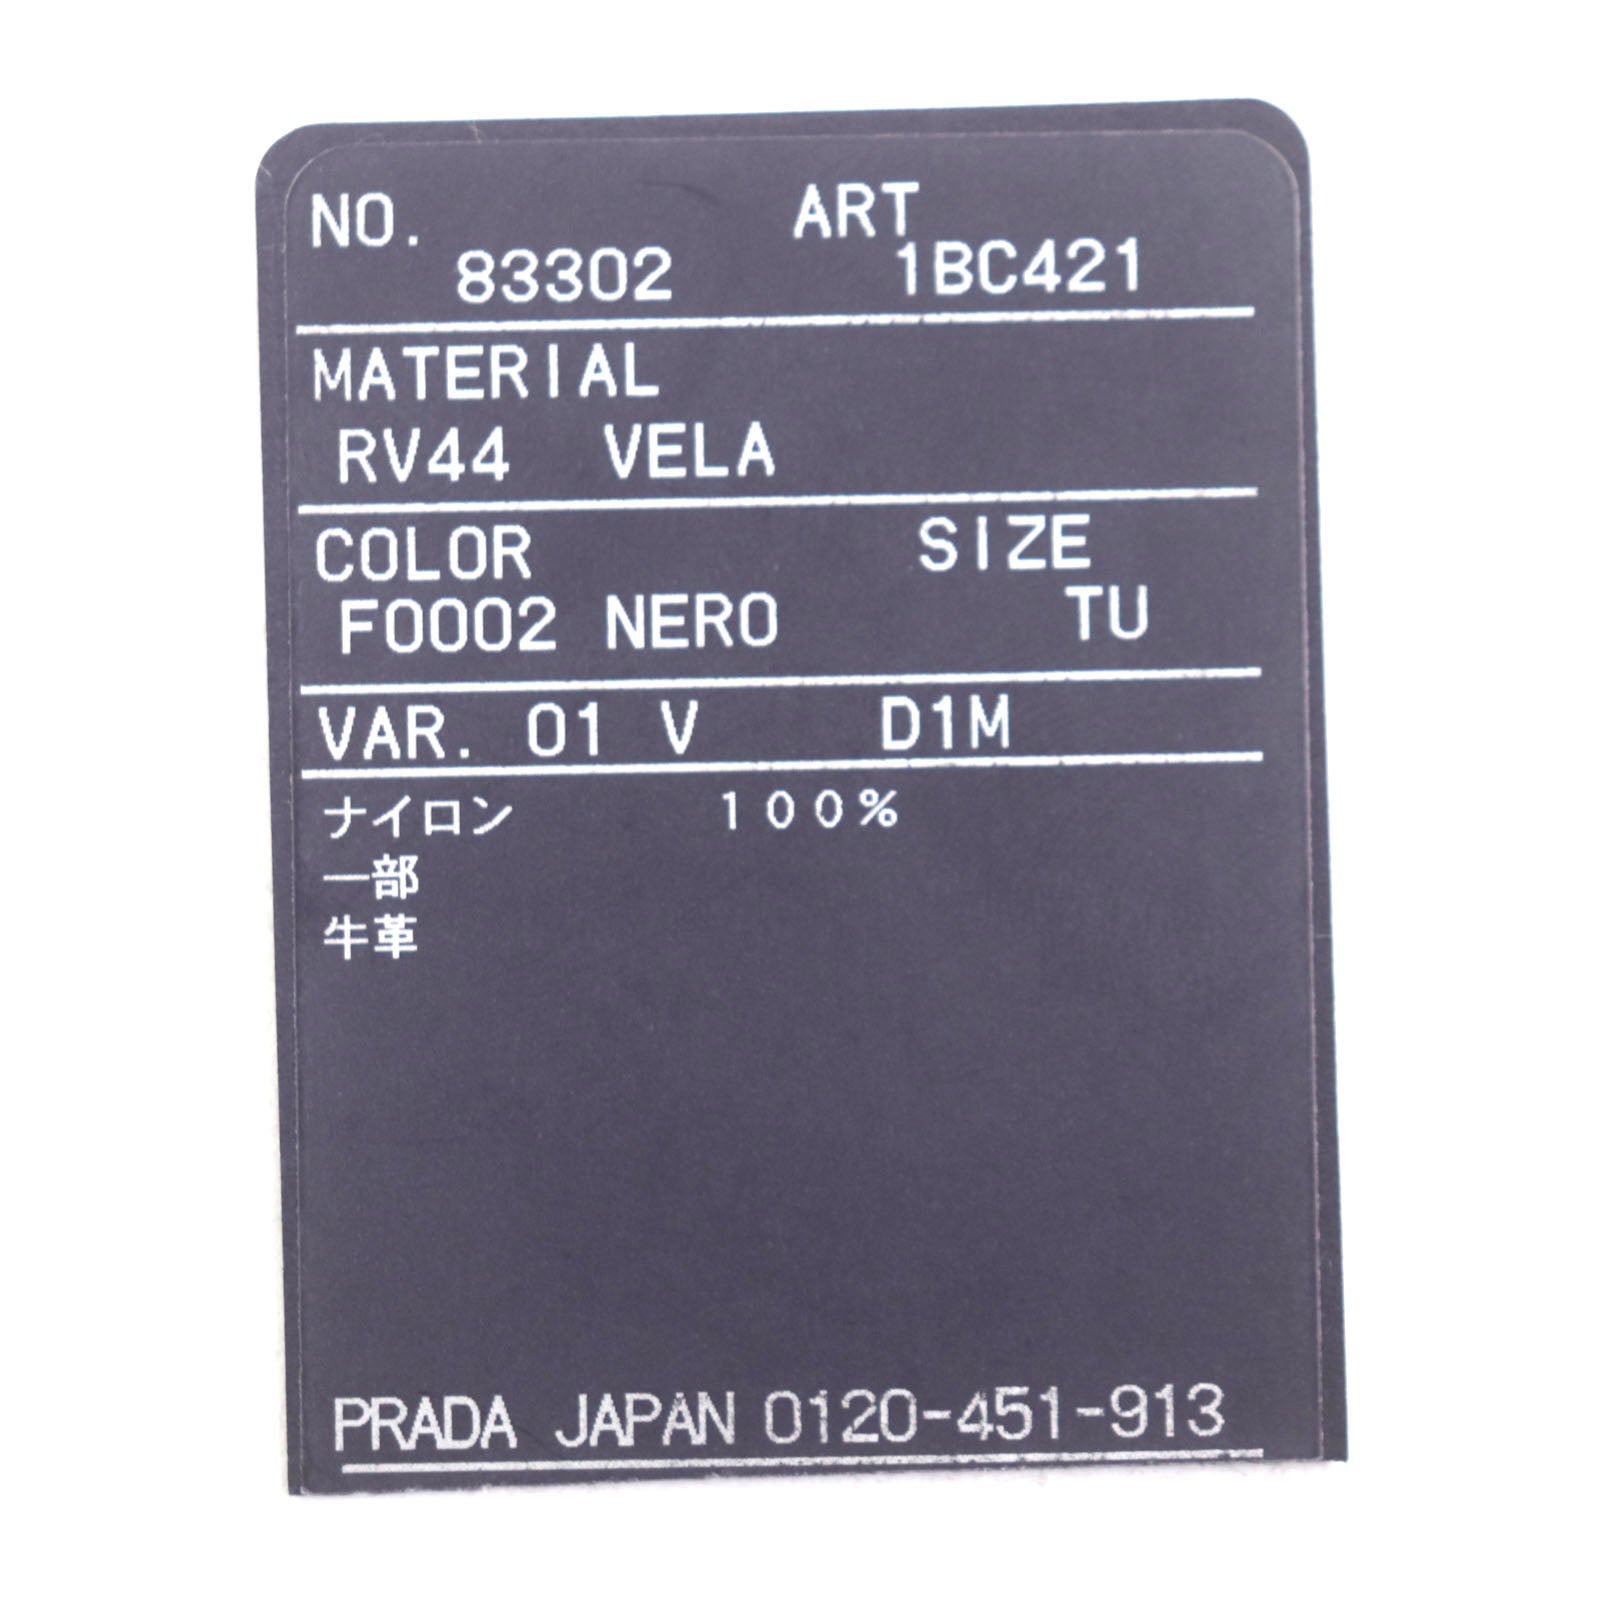 NO. ART
83302 1BC421
MATERIAL
RV44 VELA
COLOR SIZE
F0002 NERO TU
VAR. 01 V D1M
ナイロン 100%
一部
牛革
PRADA JAPAN 0120-451-913